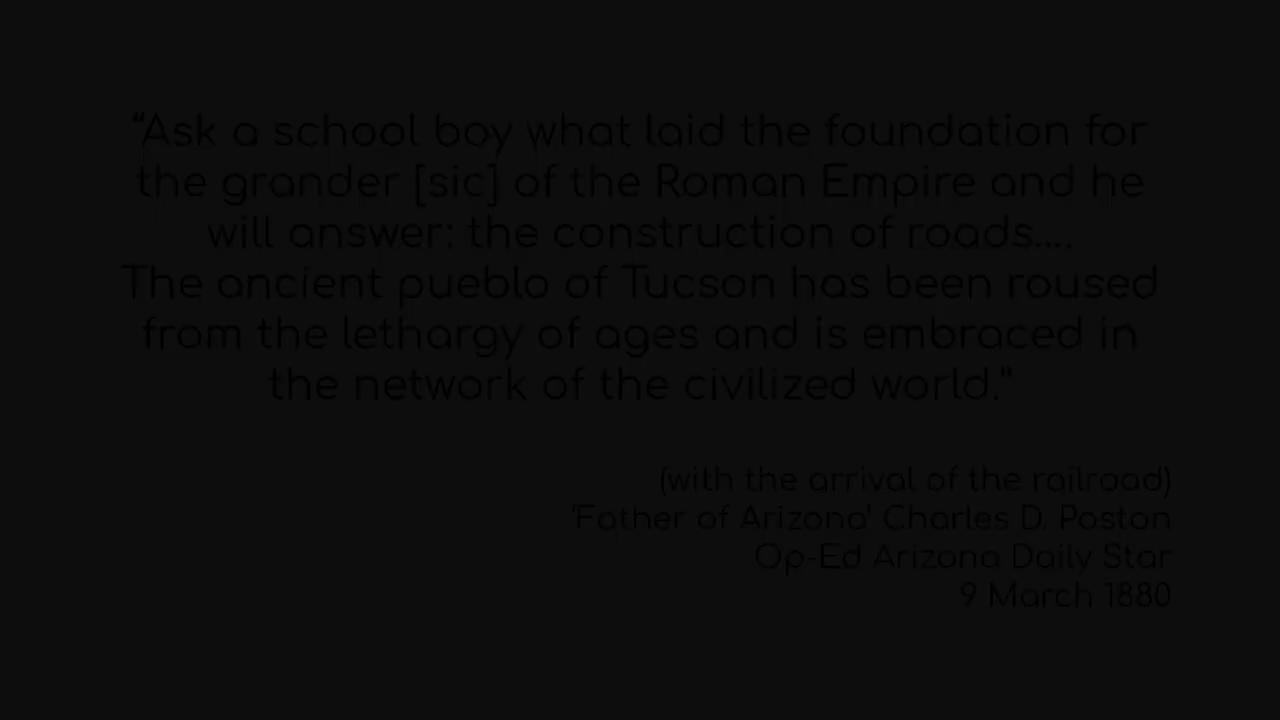 “Ask a school boy what laid the foundation for
the grander [sic] of the Roman Empire and he
will answer: the construction of roads....
The ancient pueblo of Tucson has been roused
from the lethargy of ages and is embraced in
the network of the civilized world.”
(with the arrival of the railroad)
'Father of Arizona' Charles D. Poston
Op-Ed Arizona Daily Star
9 March 1880